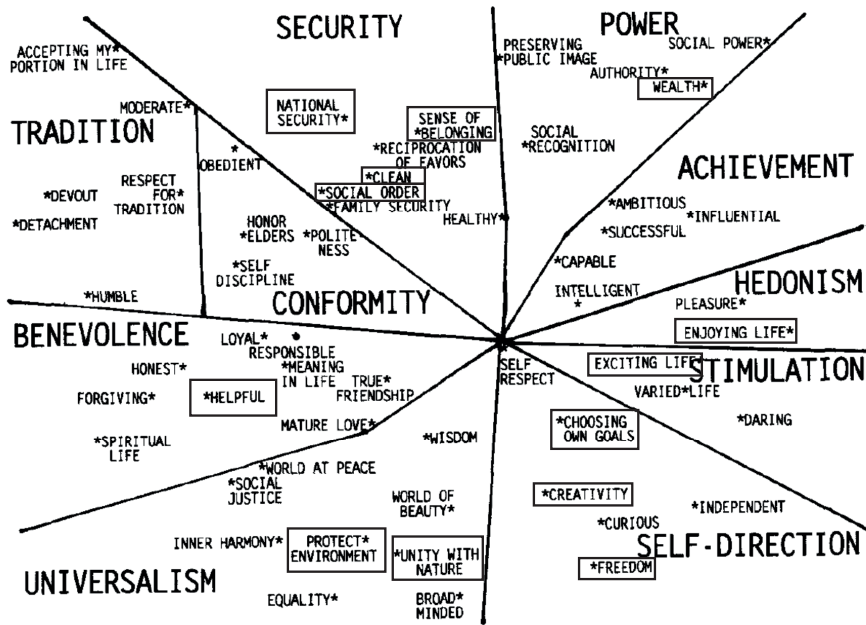 SECURITY
POWER
ACCEPTING MY*
PORTION IN LIFE
PRESERVING
*PUBLIC IMAGE
SOCIAL POWER*
AUTHORITY*
WEALTH*
MODERATE*
NATIONAL
SECURITY*
SENSE OF
*BELONGING
TRADITION
*
OBEDIENT
*RECIPROCATION
OF FAVORS
SOCIAL
*RECOGNITION
ACHIEVEMENT
*CLEAN
*SOCIAL ORDER
*FAMILY SECURITY
*DEVOUT
RESPECT
FOR*
TRADITION
*DETACHMENT
HONOR
*ELDERS
*POLITE-
NESS
HEALTHY*
*AMBITIOUS
*INFLUENTIAL
*SUCCESSFUL
*SELF
DISCIPLINE
*CAPABLE
HEDONISM
*HUMBLE
CONFORMITY
INTELLIGENT
*
PLEASURE*
BENEVOLENCE
LOYAL*
RESPONSIBLE
ENJOYING LIFE*
HONEST*
*MEANING
IN LIFE
SELF
RESPECT
EXCITING LIFE*
STIMULATION
FORGIVING*
*HELPFUL
TRUE*
FRIENDSHIP
VARIED*LIFE
MATURE LOVE*
*CHOOSING
OWN GOALS
*DARING
*SPIRITUAL
LIFE
*WISDOM
*WORLD AT PEACE
*SOCIAL
JUSTICE
WORLD OF
BEAUTY*
*CREATIVITY
*INDEPENDENT
*CURIOUS
INNER HARMONY*
PROTECT*
ENVIRONMENT
*UNITY WITH
NATURE
SELF-DIRECTION
*FREEDOM
UNIVERSALISM
EQUALITY*
BROAD*
MINDED